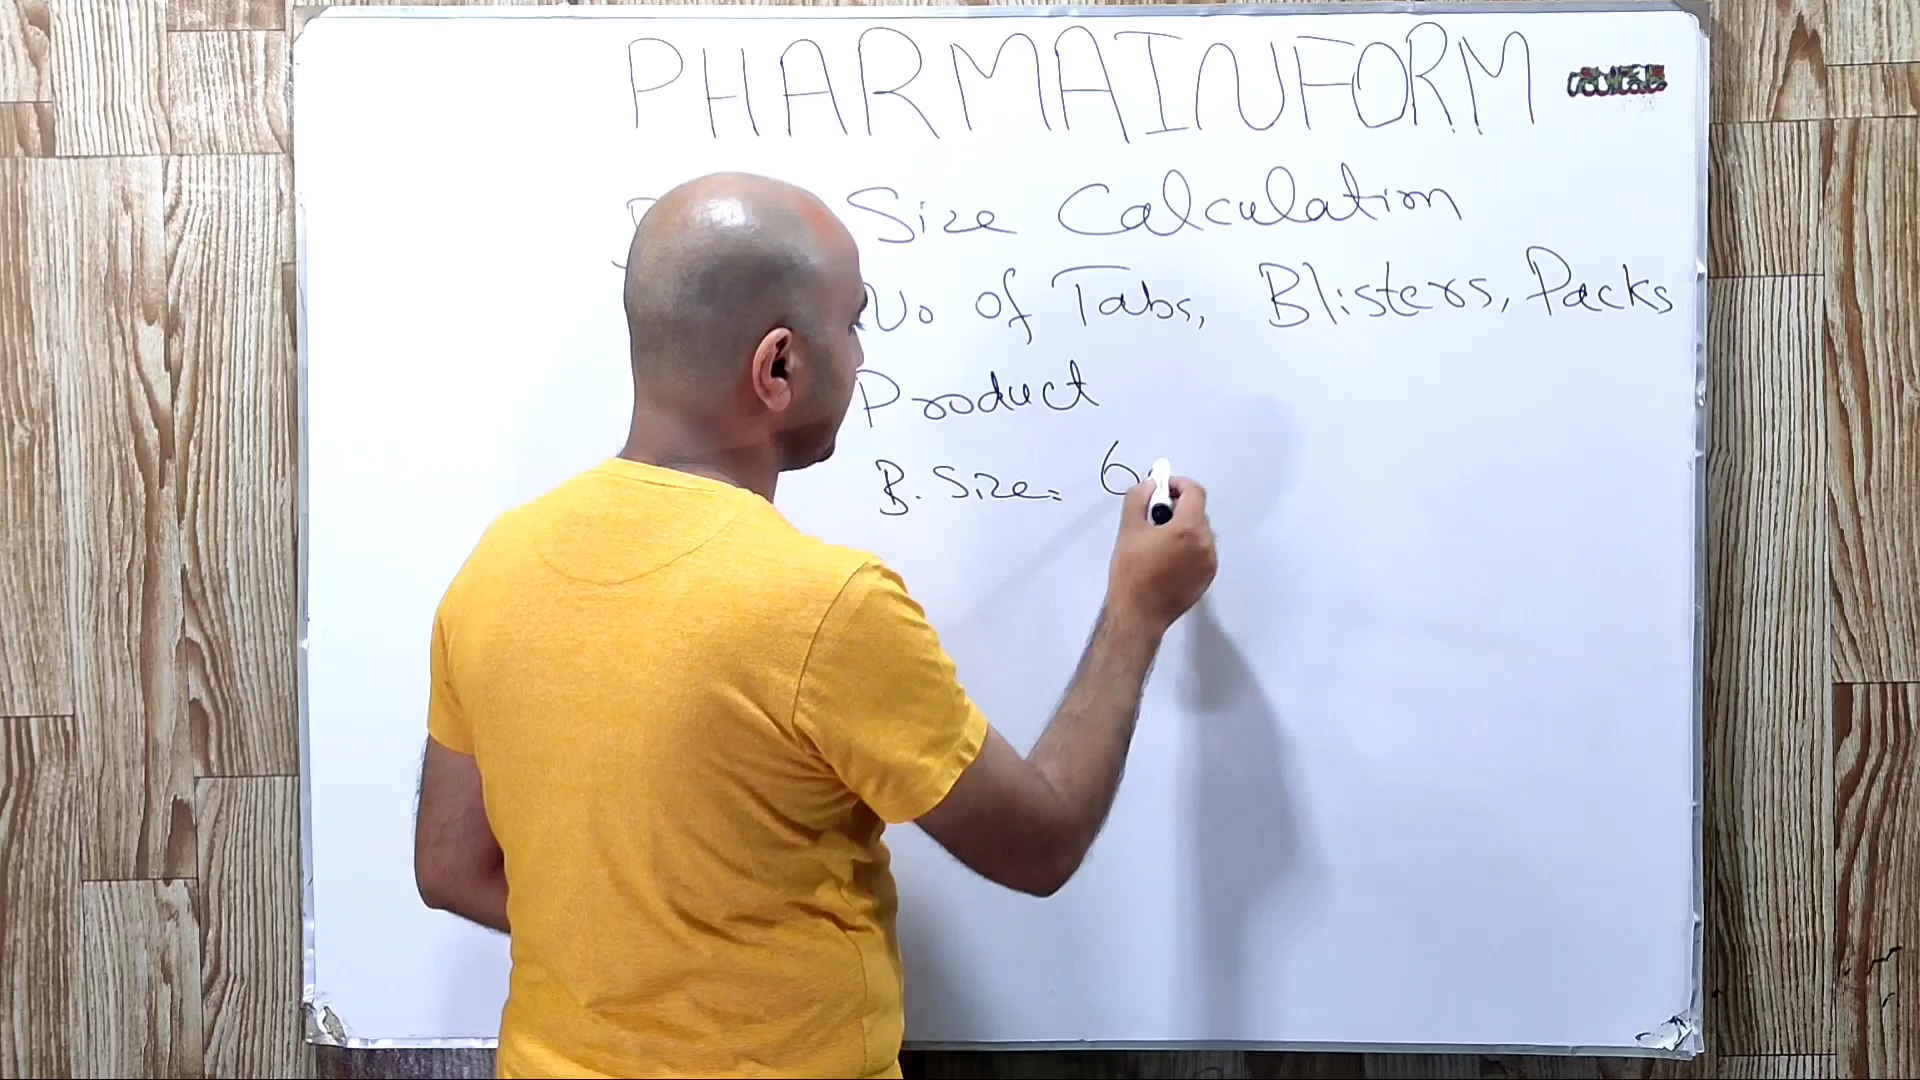 PHARMAINFORM
Size Calculation
No of Tabs, Blisters, Packs
Product
B. Size = 6